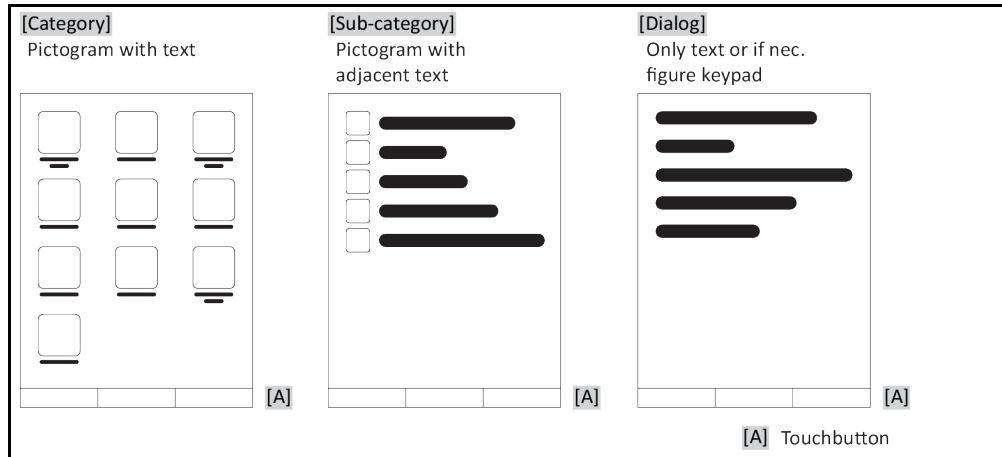 [Category]
Pictogram with text
[Sub-category]
Pictogram with
adjacent text
[Dialog]
Only text or if nec.
figure keypad
[A]
[A]
[A]
[A] Touchbutton